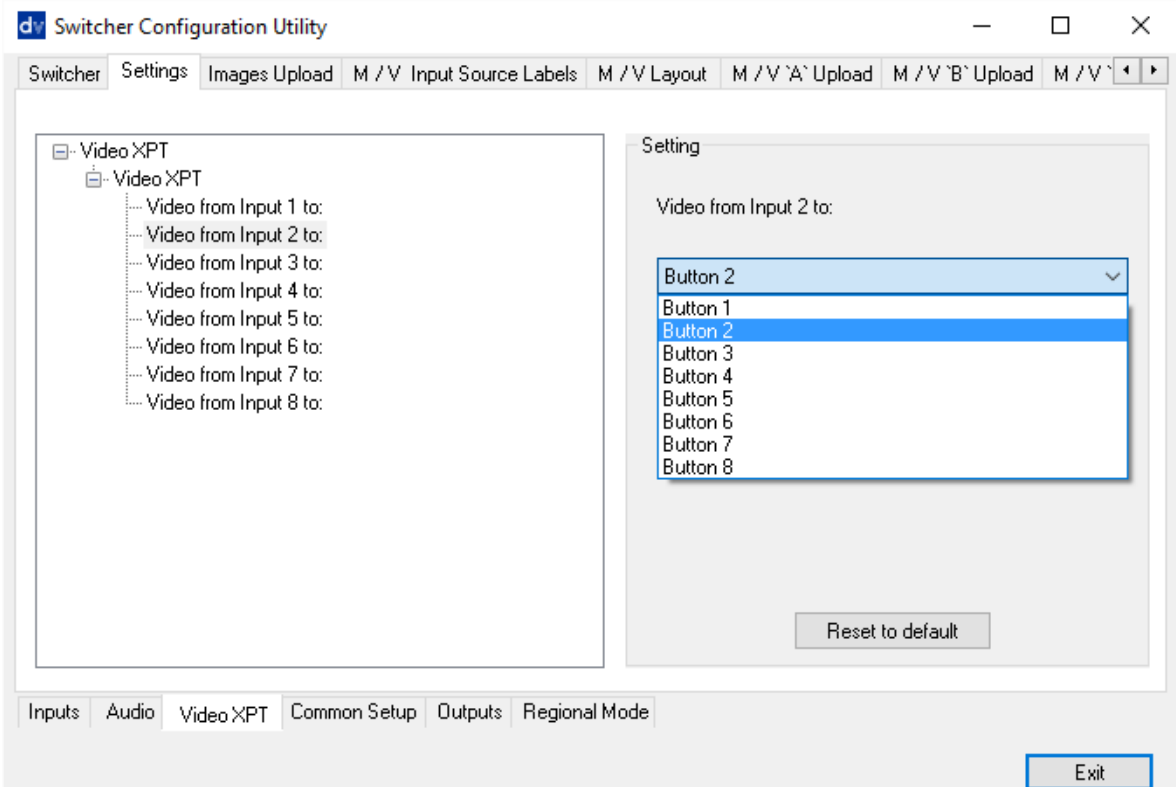 dv Switcher Configuration Utility
Switcher Settings Images Upload M / V Input Source Labels M / V Layout M / V `A` Upload M / V `B` Upload M / V `
Video XPT
Video XPT
Video from Input 1 to:
Video from Input 2 to:
Video from Input 3 to:
Video from Input 4 to:
Video from Input 5 to:
Video from Input 6 to:
Video from Input 7 to:
Video from Input 8 to:
Setting
Video from Input 2 to:
Button 2
Button 1
Button 2
Button 3
Button 4
Button 5
Button 6
Button 7
Button 8
Reset to default
Inputs Audio Video XPT Common Setup Outputs Regional Mode
Exit